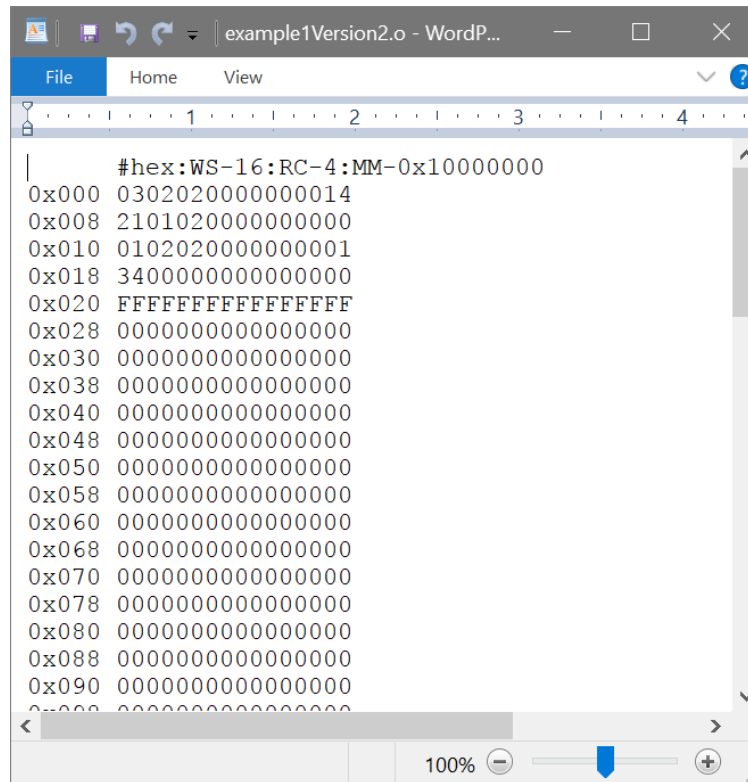 example1Version2.o - WordP...
File Home View
1 2 3 4
#hex:WS-16:RC-4:MM-0x10000000
0x000 0302020000000014
0x008 2101020000000000
0x010 0102020000000001
0x018 3400000000000000
0x020 FFFFFFFFFFFFFFFF
0x028 0000000000000000
0x030 0000000000000000
0x038 0000000000000000
0x040 0000000000000000
0x048 0000000000000000
0x050 0000000000000000
0x058 0000000000000000
0x060 0000000000000000
0x068 0000000000000000
0x070 0000000000000000
0x078 0000000000000000
0x080 0000000000000000
0x088 0000000000000000
0x090 0000000000000000
100%